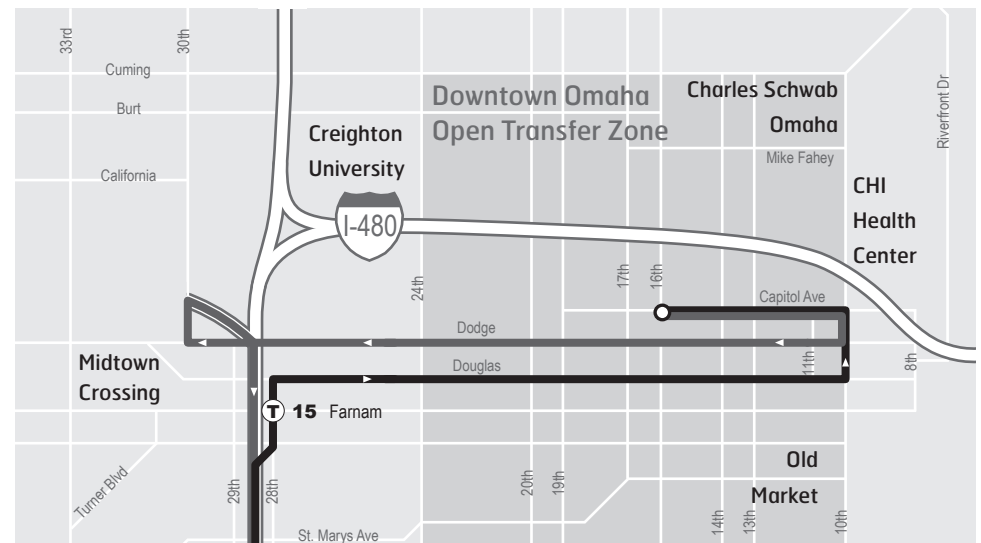 33rd
30th
Cuming
Burt
California
Creighton
University
I-480
Downtown Omaha
Open Transfer Zone
Charles Schwab
Omaha
Mike Fahey
Riverfront Dr
CHI
Health
Center
24th
17th
16th
Capitol Ave
Dodge
Midtown
Crossing
Douglas
11th
8th
T 15 Farnam
Turner Blvd
29th
28th
20th
19th
Old
Market
14th
13th
10th
St. Marys Ave